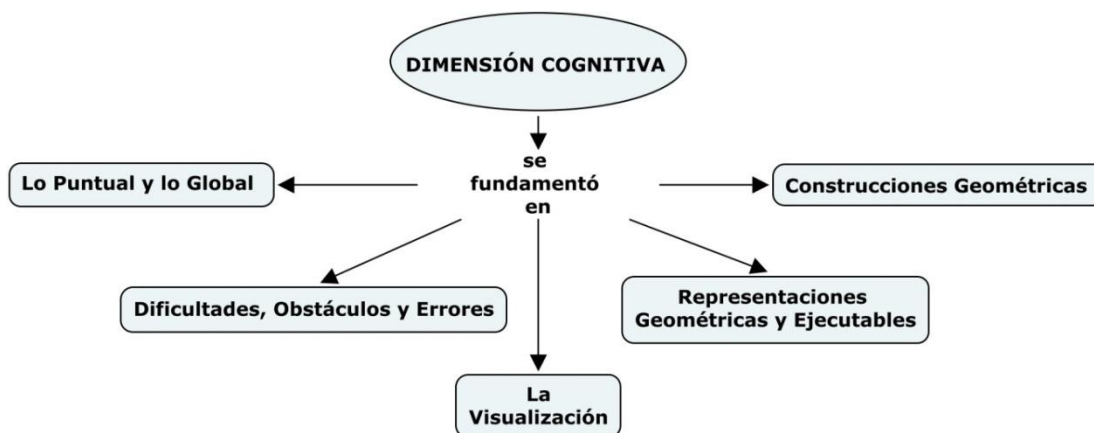 DIMENSIÓN COGNITIVA
se
fundamentó
en
Lo Puntual y lo Global
Construcciones Geométricas
Dificultades, Obstáculos y Errores
Representaciones
Geométricas y Ejecutables
La
Visualización